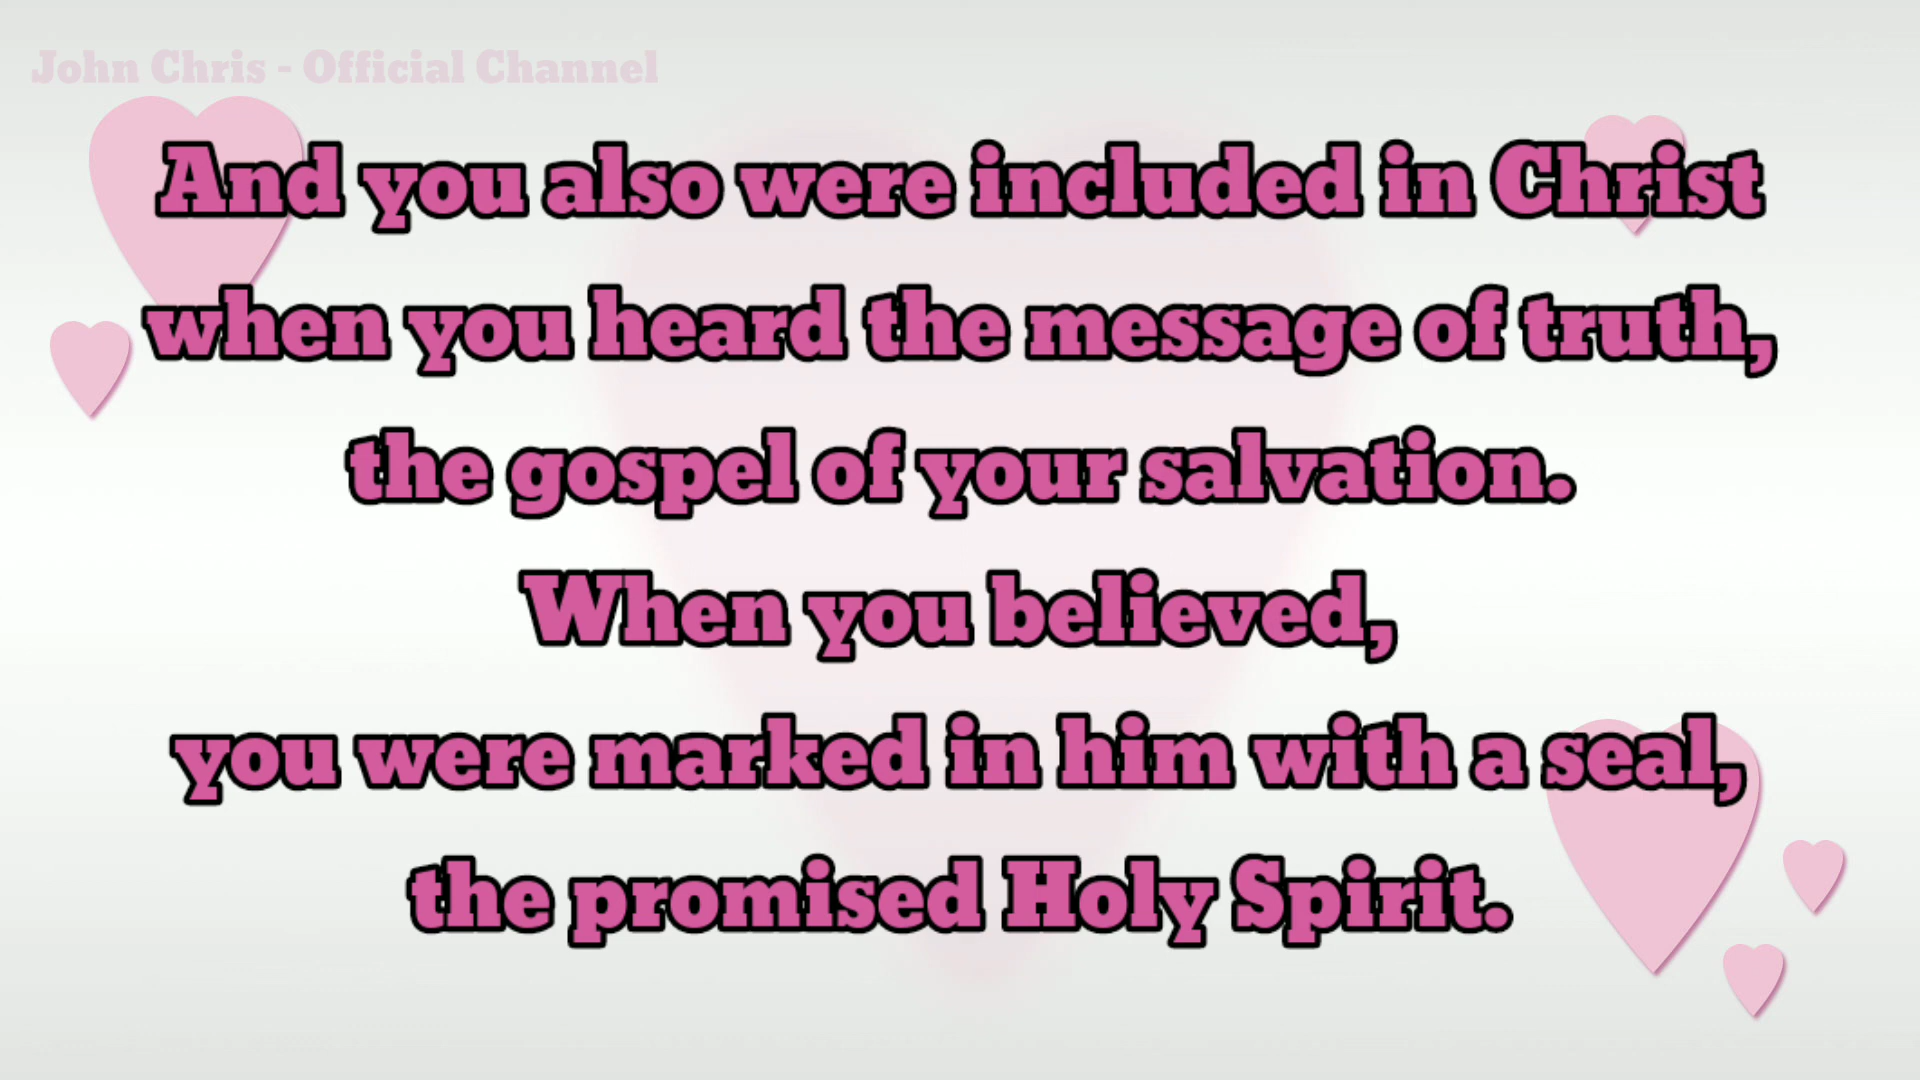 John Chris - Official Channel
And you also were included in Christ
when you heard the message of truth,
the gospel of your salvation.
When you believed,
you were marked in him with a seal,
the promised Holy Spirit.